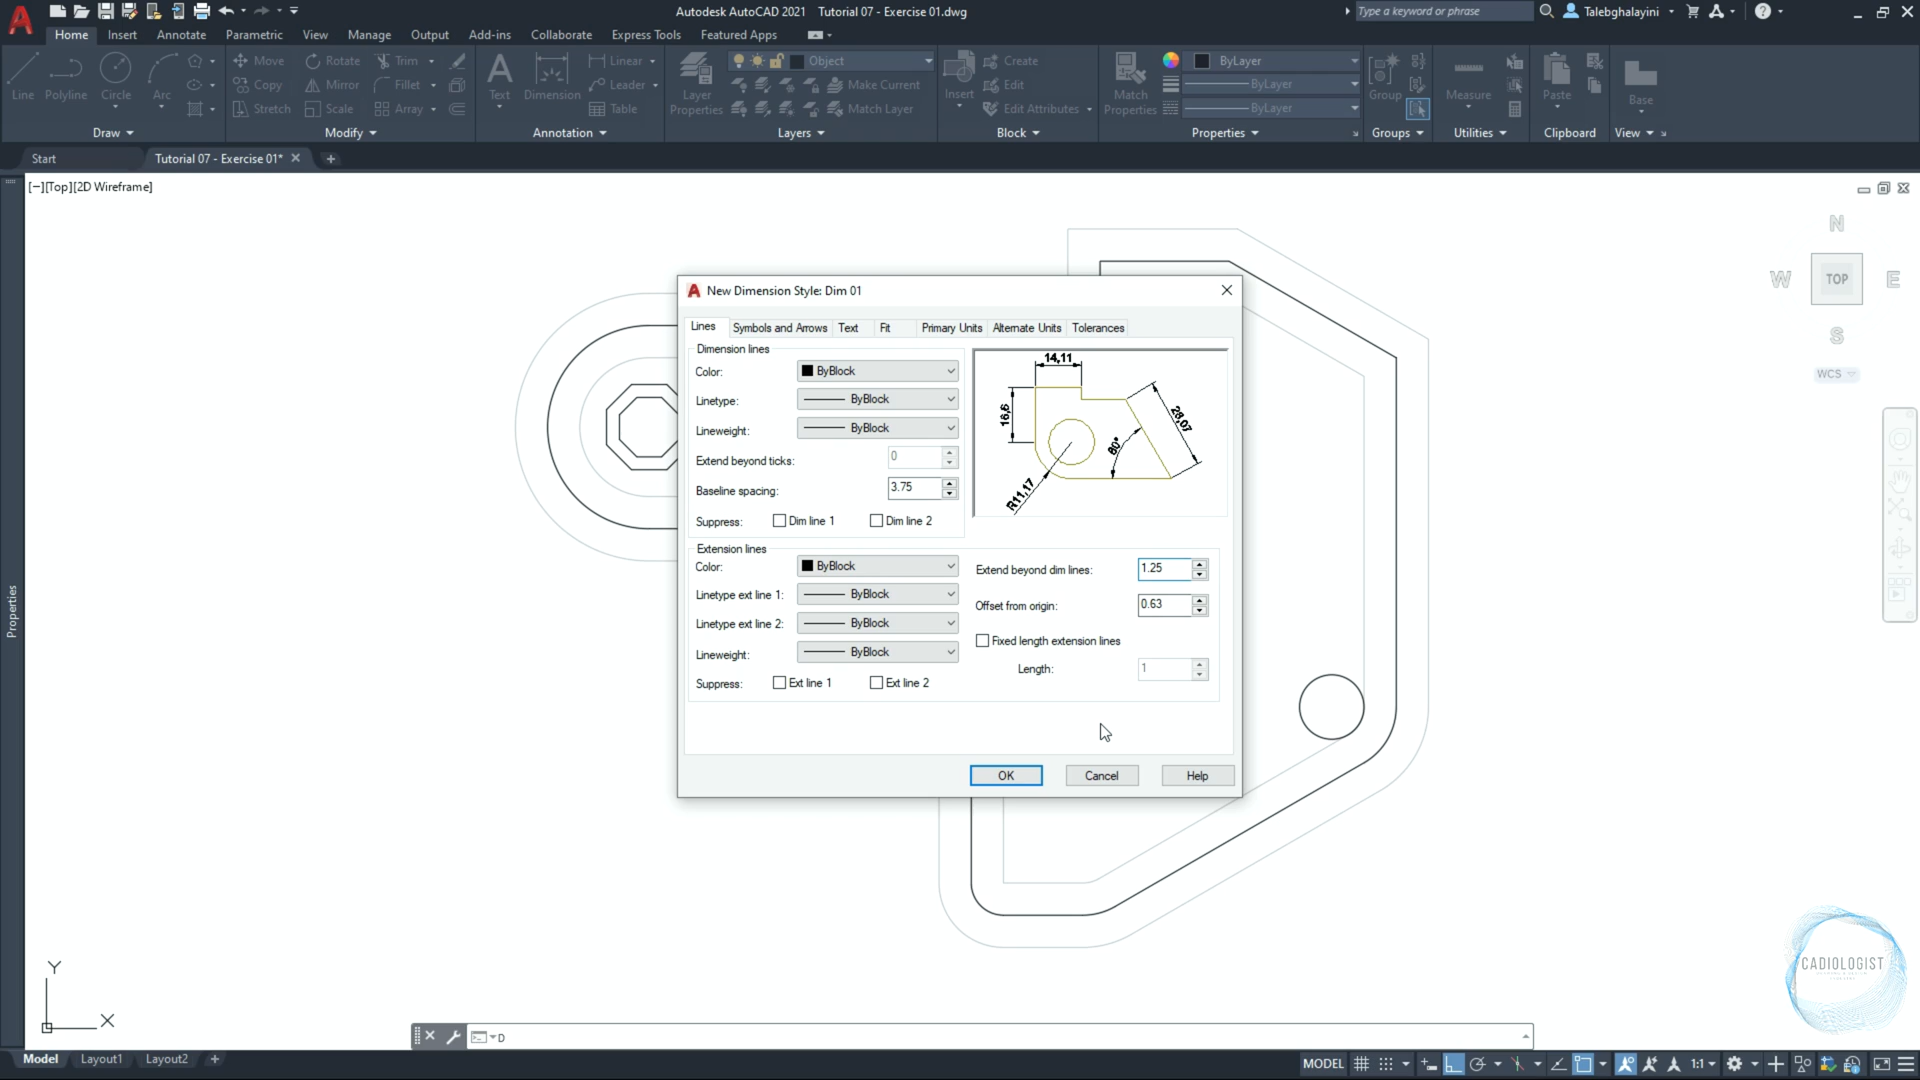 Autodesk AutoCAD 2021 Tutorial 07 - Exercise 01.dwg
Type a keyword or phrase
Talebghalayini
Home Insert Annotate Parametric View Manage Output Add-ins Collaborate Express Tools Featured Apps
Line Polyline Circle Arc
Move Rotate Trim
Copy Mirror Fillet
Stretch Scale Array
Text Dimension
Linear
Leader
Table
Layer Properties
Object
Make Current
Match Layer
Insert
Create
Edit
Edit Attributes
Match Properties
ByLayer
ByLayer
ByLayer
Group
Measure
Paste
Base
Draw Modify Annotation Layers Block Properties Groups Utilities Clipboard View
Start Tutorial 07 - Exercise 01*
[−][Top][2D Wireframe]
N
W TOP E
S
WCS
Properties
New Dimension Style: Dim 01
Lines Symbols and Arrows Text Fit Primary Units Alternate Units Tolerances
Dimension lines
Color: ByBlock
Linetype: ByBlock
Lineweight: ByBlock
Extend beyond ticks: 0
Baseline spacing: 3.75
Suppress: Dim line 1 Dim line 2
14,11
16,6
28,07
60°
R11,17
Extension lines
Color: ByBlock
Linetype ext line 1: ByBlock
Linetype ext line 2: ByBlock
Lineweight: ByBlock
Suppress: Ext line 1 Ext line 2
Extend beyond dim lines: 1.25
Offset from origin: 0.63
Fixed length extension lines
Length: 1
OK Cancel Help
CADIOLOGIST
Y
X
D
Model Layout1 Layout2
MODEL 1:1